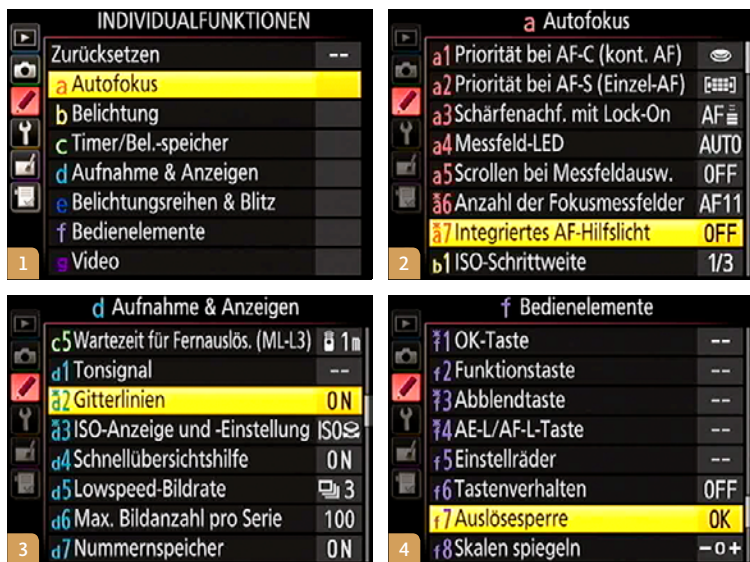 INDIVIDUALFUNKTIONEN
Zurücksetzen --
a Autofokus
b Belichtung
c Timer/Bel.-speicher
d Aufnahme & Anzeigen
e Belichtungsreihen & Blitz
f Bedienelemente
g Video
1
a Autofokus
a1 Priorität bei AF-C (kont. AF)
a2 Priorität bei AF-S (Einzel-AF)
a3 Schärfenachf. mit Lock-On AF
a4 Messfeld-LED AUTO
a5 Scrollen bei Messfeldausw. OFF
a6 Anzahl der Fokusmessfelder AF11
a7 Integriertes AF-Hilfslicht OFF
b1 ISO-Schrittweite 1/3
2
d Aufnahme & Anzeigen
c5 Wartezeit für Fernauslös. (ML-L3) 1m
d1 Tonsignal --
d2 Gitterlinien ON
d3 ISO-Anzeige und -Einstellung ISO
d4 Schnellübersichtshilfe ON
d5 Lowspeed-Bildrate 3
d6 Max. Bildanzahl pro Serie 100
d7 Nummernspeicher ON
3
f Bedienelemente
f1 OK-Taste --
f2 Funktionstaste --
f3 Abblendtaste --
f4 AE-L/AF-L-Taste --
f5 Einstellräder --
f6 Tastenverhalten OFF
f7 Auslösesperre OK
f8 Skalen spiegeln -0+
4